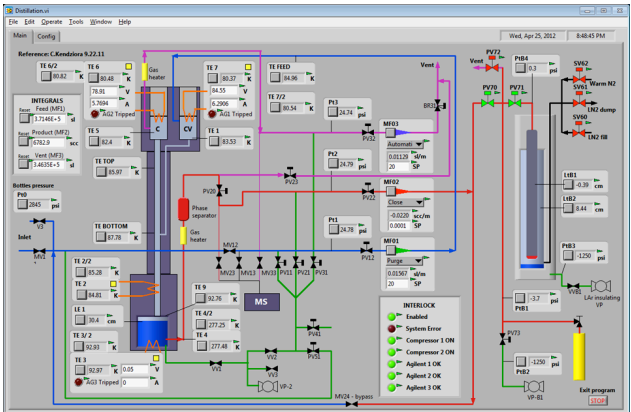 Distillation.vi
File Edit Operate Tools Window Help
Main Config
Wed, Apr 25, 2012 8:48:45 PM
Reference: C.Kendziora 9.22.11
TE 6/2
80.82 K
TE 6
80.48 K
78.91 V
5.7694 A
AG2 Tripped
Gas heater
TE 7
80.37 K
84.55 V
6.2906 A
AG1 Tripped
TE FEED
84.96 K
TE 7/2
80.54 K
INTEGRALS
Reset Feed (MF1)
3.7146E+5 sl
Reset Product (MF2)
6782.9 scc
Reset Vent (MF3)
3.4635E+5 sl
TE 5
82.4 K
C CV
TE 1
83.53 K
TE TOP
85.97 K
TE BOTTOM
87.78 K
Bottles pressure
Pt0
2845 psi
V3
Inlet
MV1
Phase separator
Gas heater
PV20
PV23
MV12
MV23 MV13 MV33 PV11 PV21 PV31
MS
Pt3
24.74 psi
PV32
Pt2
24.79 psi
PV22
Pt1
24.78 psi
Vent
BR31
MF03
Automati
0.01129 sl/m
20 SP
MF02
Close
-0.0220 scc/m
0.0001 SP
MF01
Purge
0.01567 sl/m
20 SP
TE 2/2
85.28 K
TE 2
84.81 K
LE 1
30.4 cm
TE 3/ 2
92.93 K
TE 3
92.97 K
0.05 V
AG3 Tripped 0 A
TE 9
92.76 K
TE 4/2
277.25 K
TE 4
277.48 K
VV1
VV2
VV3
VP-2
PV41
PV51
MV24 - bypass
INTERLOCK
Enabled
System Error
Compressor 1 ON
Compressor 2 ON
Agilent 1 OK
Agilent 2 OK
Agilent 3 OK
PV72
Vent
PV70 PV71
PtB4
0.3 psi
SV62
Warm N2
SV61
LN2 dump
SV60
LN2 fill
LtB1
-0.39 cm
LtB2
8.44 cm
PtB3
-1250 psi
VVB1
LAr insulating VP
-3.7 psi
PtB1
PV73
-1250 psi
PtB2
VP-B1
Exit program
STOP